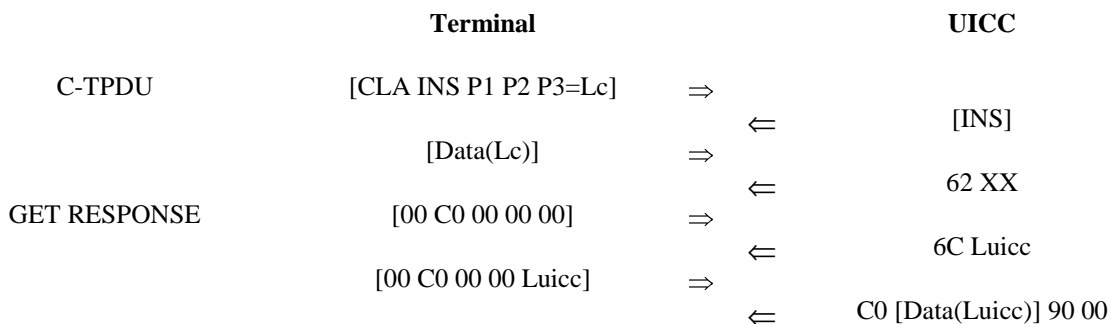 Terminal UICC
C-TPDU [CLA INS P1 P2 P3=Lc] ⇒
⇐ [INS]
[Data(Lc)] ⇒
⇐ 62 XX
GET RESPONSE [00 C0 00 00 00] ⇒
⇐ 6C Luicc
[00 C0 00 00 Luicc] ⇒
⇐ C0 [Data(Luicc)] 90 00